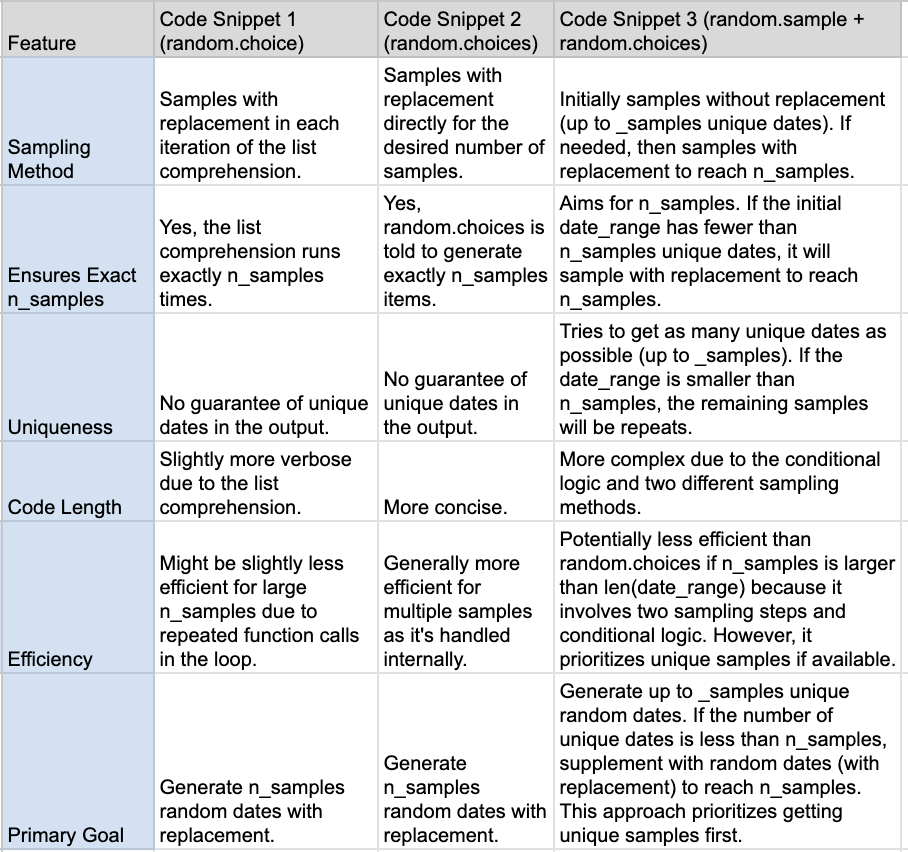 Feature
Code Snippet 1
(random.choice)
Code Snippet 2
(random.choices)
Code Snippet 3 (random.sample +
random.choices)
Sampling
Method
Samples with
replacement in each
iteration of the list
comprehension.
Samples with
replacement
directly for the
desired number of
samples.
Initially samples without replacement
(up to _samples unique dates). If
needed, then samples with
replacement to reach n_samples.
Ensures Exact
n_samples
Yes, the list
comprehension runs
exactly n_samples
times.
Yes,
random.choices is
told to generate
exactly n_samples
items.
Aims for n_samples. If the initial
date_range has fewer than
n_samples unique dates, it will
sample with replacement to reach
n_samples.
Uniqueness
No guarantee of unique
dates in the output.
No guarantee of
unique dates in
the output.
Tries to get as many unique dates as
possible (up to _samples). If the
date_range is smaller than
n_samples, the remaining samples
will be repeats.
Code Length
Slightly more verbose
due to the list
comprehension.
More concise.
More complex due to the conditional
logic and two different sampling
methods.
Efficiency
Might be slightly less
efficient for large
n_samples due to
repeated function calls
in the loop.
Generally more
efficient for
multiple samples
as it's handled
internally.
Potentially less efficient than
random.choices if n_samples is larger
than len(date_range) because it
involves two sampling steps and
conditional logic. However, it
prioritizes unique samples if available.
Primary Goal
Generate n_samples
random dates with
replacement.
Generate
n_samples
random dates with
replacement.
Generate up to _samples unique
random dates. If the number of
unique dates is less than n_samples,
supplement with random dates (with
replacement) to reach n_samples.
This approach prioritizes getting
unique samples first.